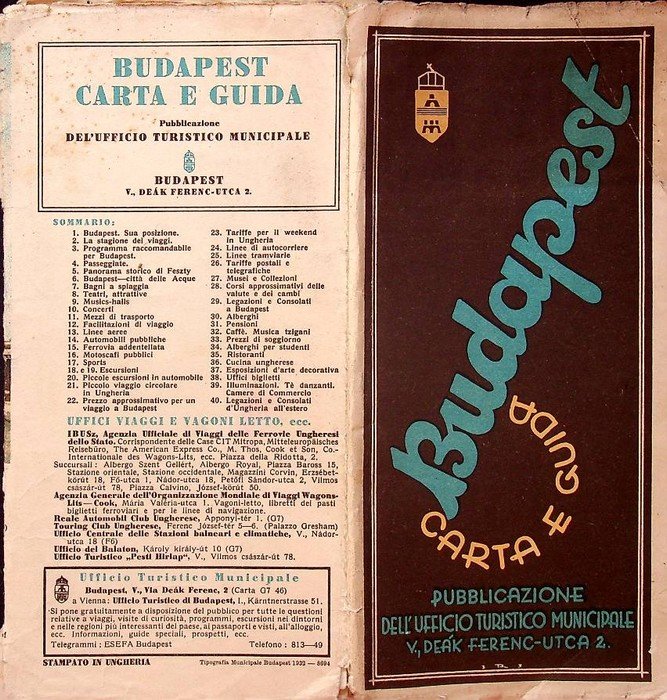 BUDAPEST
CARTA E GUIDA
Pubblicazione
DEL'UFFICIO TURISTICO MUNICIPALE
BUDAPEST
V., DEÁK FERENC-UTCA 2.
SOMMARIO:
1. Budapest. Sua posizione.
2. La stagione dei viaggi.
3. Programma raccomandabile
per Budapest.
4. Passeggiate.
5. Panorama storico di Feszty
6. Budapest—città delle Acque
7. Bagni a spiaggia
8. Teatri, attrattive
9. Musics-halls
10. Concerti
11. Mezzi di trasporto
12. Facilitazioni di viaggio
13. Linee aeree
14. Automobili pubbliche
15. Ferrovia addentellata
16. Motoscafi pubblici
17. Sports
18. e 19. Escursioni
20. Piccole escursioni in automobile
21. Piccolo viaggio circolare
in Ungheria
22. Prezzo approssimativo per un
viaggio a Budapest
23. Tariffe per il weekend
in Ungheria
24. Linee di autocorriere
25. Linee tramviarie
26. Tariffe postali e
telegrafiche
27. Musei e Collezioni
28. Corsi approssimativi delle
valute e dei cambi
29. Legazioni e Consolati
a Budapest
30. Alberghi
31. Pensioni
32. Caffè. Musica tzigani
33. Prezzi di soggiorno
34. Alberghi per studenti
35. Ristoranti
36. Cucina ungherese
37. Esposizioni d'arte decorativa
38. Uffici biglietti
39. Illuminazioni. Tè danzanti.
Camere di Commercio
40. Legazioni e Consolati
d'Ungheria all'estero
UFFICI VIAGGI E VAGONI LETTO, ecc.
IBUSz, Agenzia Ufficiale di Viaggi delle Ferrovie Ungheresi
dello Stato. Corrispondente delle Case CIT Mitropa, Mitteleuropäisches
Reisebüro, The American Express Co., M. Thos. Cook et Son, Co.-
Internationale des Wagons-Lits, ecc. Piazza della Ridotta, 2.
Succursali: Albergo Szent Gellért, Albergo Royal, Piazza Baross 15,
Stazione orientale, Stazione occidentale, Magazzini Corvin, Erzsébet-
körút 18, Fő-utca 1, Nádor-utca 18, Petőfi Sándor-utca 2, Vilmos
császár-út 78, Piazza Calvino, József-körút 50.
Agenzia Generale dell'Organizzazione Mondiale di Viaggi Wagons-
Lits—Cook, Mária Valéria-utca 1. Vagoni-letto, libretti dei pasti
biglietti ferroviari e per le linee di navigazione.
Reale Automobil Club Ungherese, Apponyi-tér 1. (G7)
Touring Club Ungherese, Ferenc József-tér 5—6. (Palazzo Gresham)
Ufficio Centrale delle Stazioni balneari e climatiche, V., Nádor-
utca 18 (F6)
Ufficio del Balaton, Károly király-út 10 (G7)
Ufficio Turistico „Pesti Hirlap", V., Vilmos császár-út 78.
Ufficio Turistico Municipale
Budapest, V., Via Deák Ferenc, 2 (Carta G7 46)
a Vienna: Ufficio Turistico di Budapest, I., Kärntnerstrasse 51.
Si pone gratuitamente a disposizione del pubblico per tutte le questioni
relative a viaggi, visite di curiosità, programmi, escursioni nei dintorni
e nelle regioni più interessanti del paese, ai passaporti e visti, all'alloggio,
ecc. Informazioni, guide speciali, prospetti, ecc.
Telegrammi: ESEFA Budapest Telefono: 813—49
STAMPATO IN UNGHERIA
Tipografia Municipale Budapest 1932 — 8694
Budapest
CARTA E GUIDA
PUBBLICAZIONE
DELL'UFFICIO TURISTICO MUNICIPALE
V., DEÁK FERENC-UTCA 2.